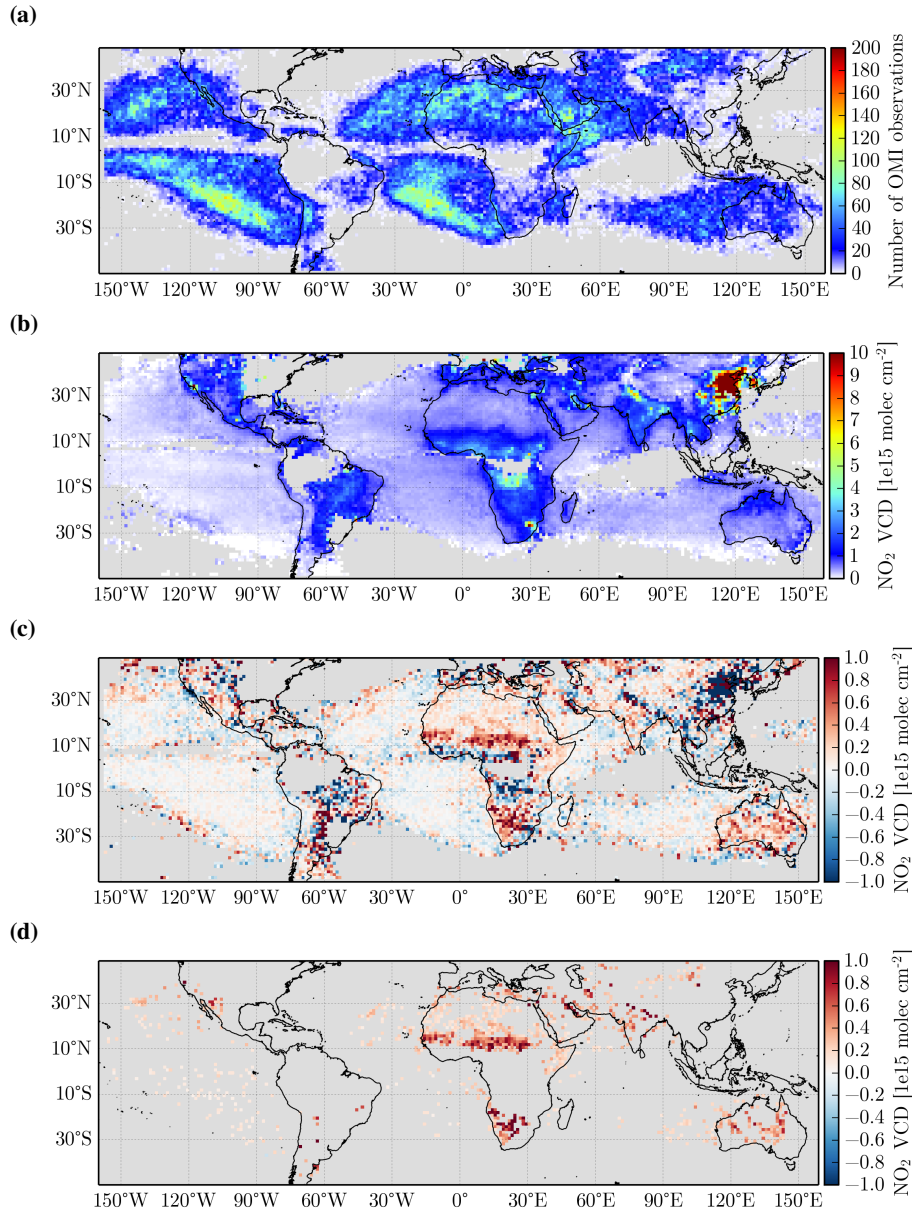 (a)
30°N
10°N
10°S
30°S
150°W 120°W 90°W 60°W 30°W 0° 30°E 60°E 90°E 120°E 150°E
200
180
160
140
120
100
80
60
40
20
0
Number of OMI observations
(b)
30°N
10°N
10°S
30°S
150°W 120°W 90°W 60°W 30°W 0° 30°E 60°E 90°E 120°E 150°E
10
9
8
7
6
5
4
3
2
1
0
NO₂ VCD [1e15 molec cm⁻²]
(c)
30°N
10°N
10°S
30°S
150°W 120°W 90°W 60°W 30°W 0° 30°E 60°E 90°E 120°E 150°E
1.0
0.8
0.6
0.4
0.2
0.0
−0.2
−0.4
−0.6
−0.8
−1.0
NO₂ VCD [1e15 molec cm⁻²]
(d)
30°N
10°N
10°S
30°S
150°W 120°W 90°W 60°W 30°W 0° 30°E 60°E 90°E 120°E 150°E
1.0
0.8
0.6
0.4
0.2
0.0
−0.2
−0.4
−0.6
−0.8
−1.0
NO₂ VCD [1e15 molec cm⁻²]